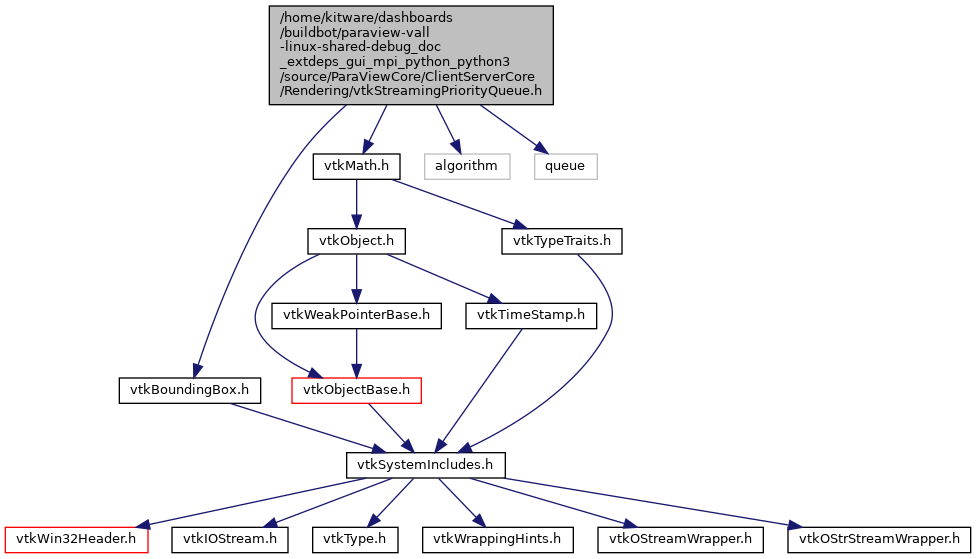 /home/kitware/dashboards
/buildbot/paraview-vall
-linux-shared-debug_doc
_extdeps_gui_mpi_python_python3
/source/ParaViewCore/ClientServerCore
/Rendering/vtkStreamingPriorityQueue.h
vtkMath.h
algorithm
queue
vtkObject.h
vtkTypeTraits.h
vtkWeakPointerBase.h
vtkTimeStamp.h
vtkBoundingBox.h
vtkObjectBase.h
vtkSystemIncludes.h
vtkWin32Header.h
vtkIOStream.h
vtkType.h
vtkWrappingHints.h
vtkOStreamWrapper.h
vtkOStrStreamWrapper.h